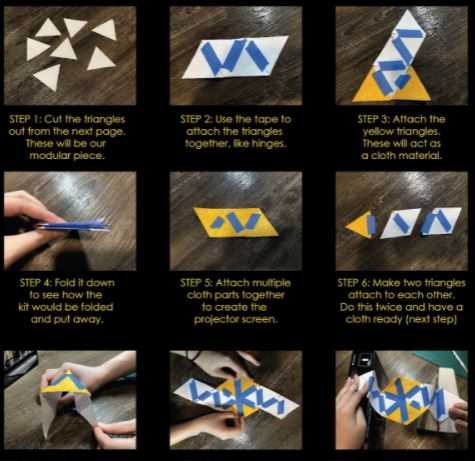 STEP 1: Cut the triangles
out from the next page.
These will be our
modular piece.
STEP 2: Use the tape to
attach the triangles
together, like hinges.
STEP 3: Attach the
yellow triangles.
These will act as
a cloth material.
STEP 4: Fold it down
to see how the
kit would be folded
and put away.
STEP 5: Attach multiple
cloth parts together
to create the
projector screen.
STEP 6: Make two triangles
attach to each other.
Do this twice and have a
cloth ready (next step)